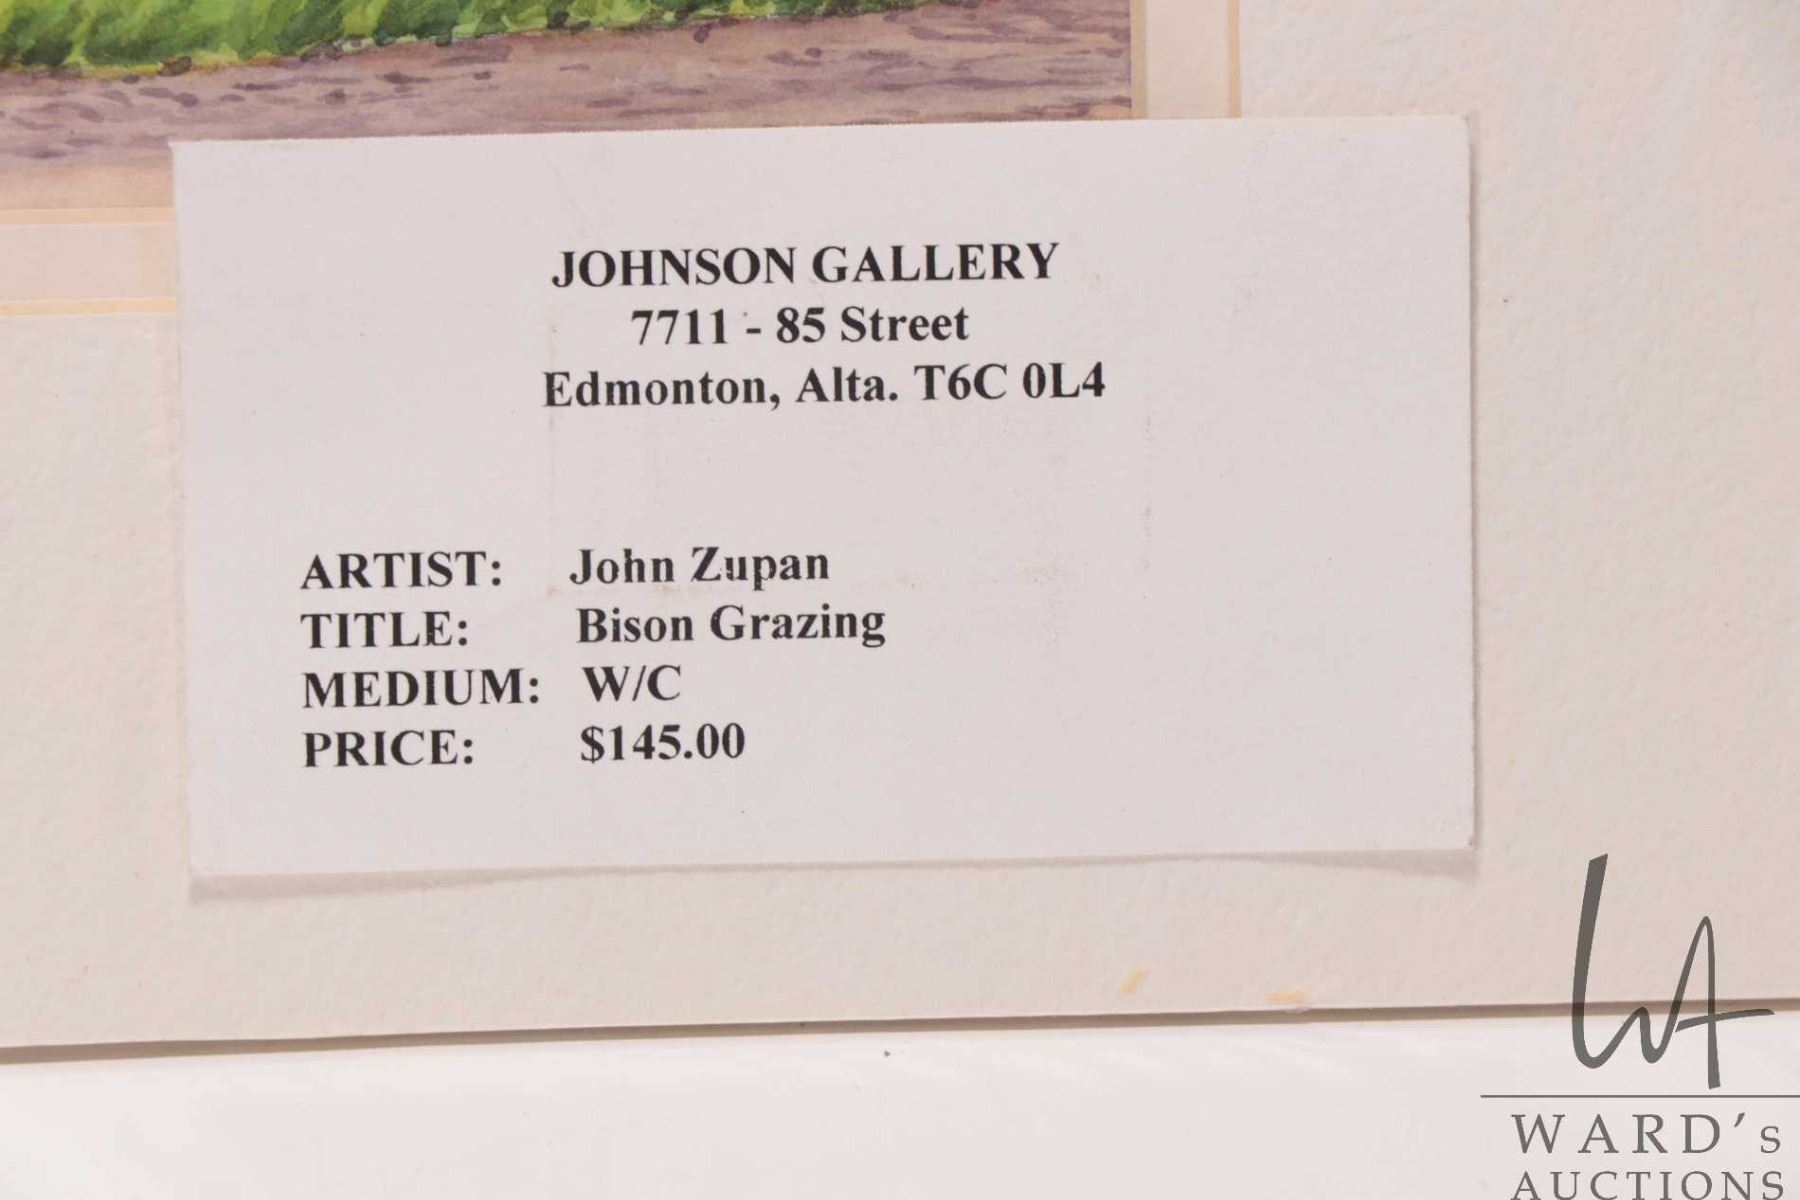 JOHNSON GALLERY
7711 - 85 Street
Edmonton, Alta. T6C 0L4
ARTIST: John Zupan
TITLE: Bison Grazing
MEDIUM: W/C
PRICE: $145.00
WA
WARD's
AUCTIONS